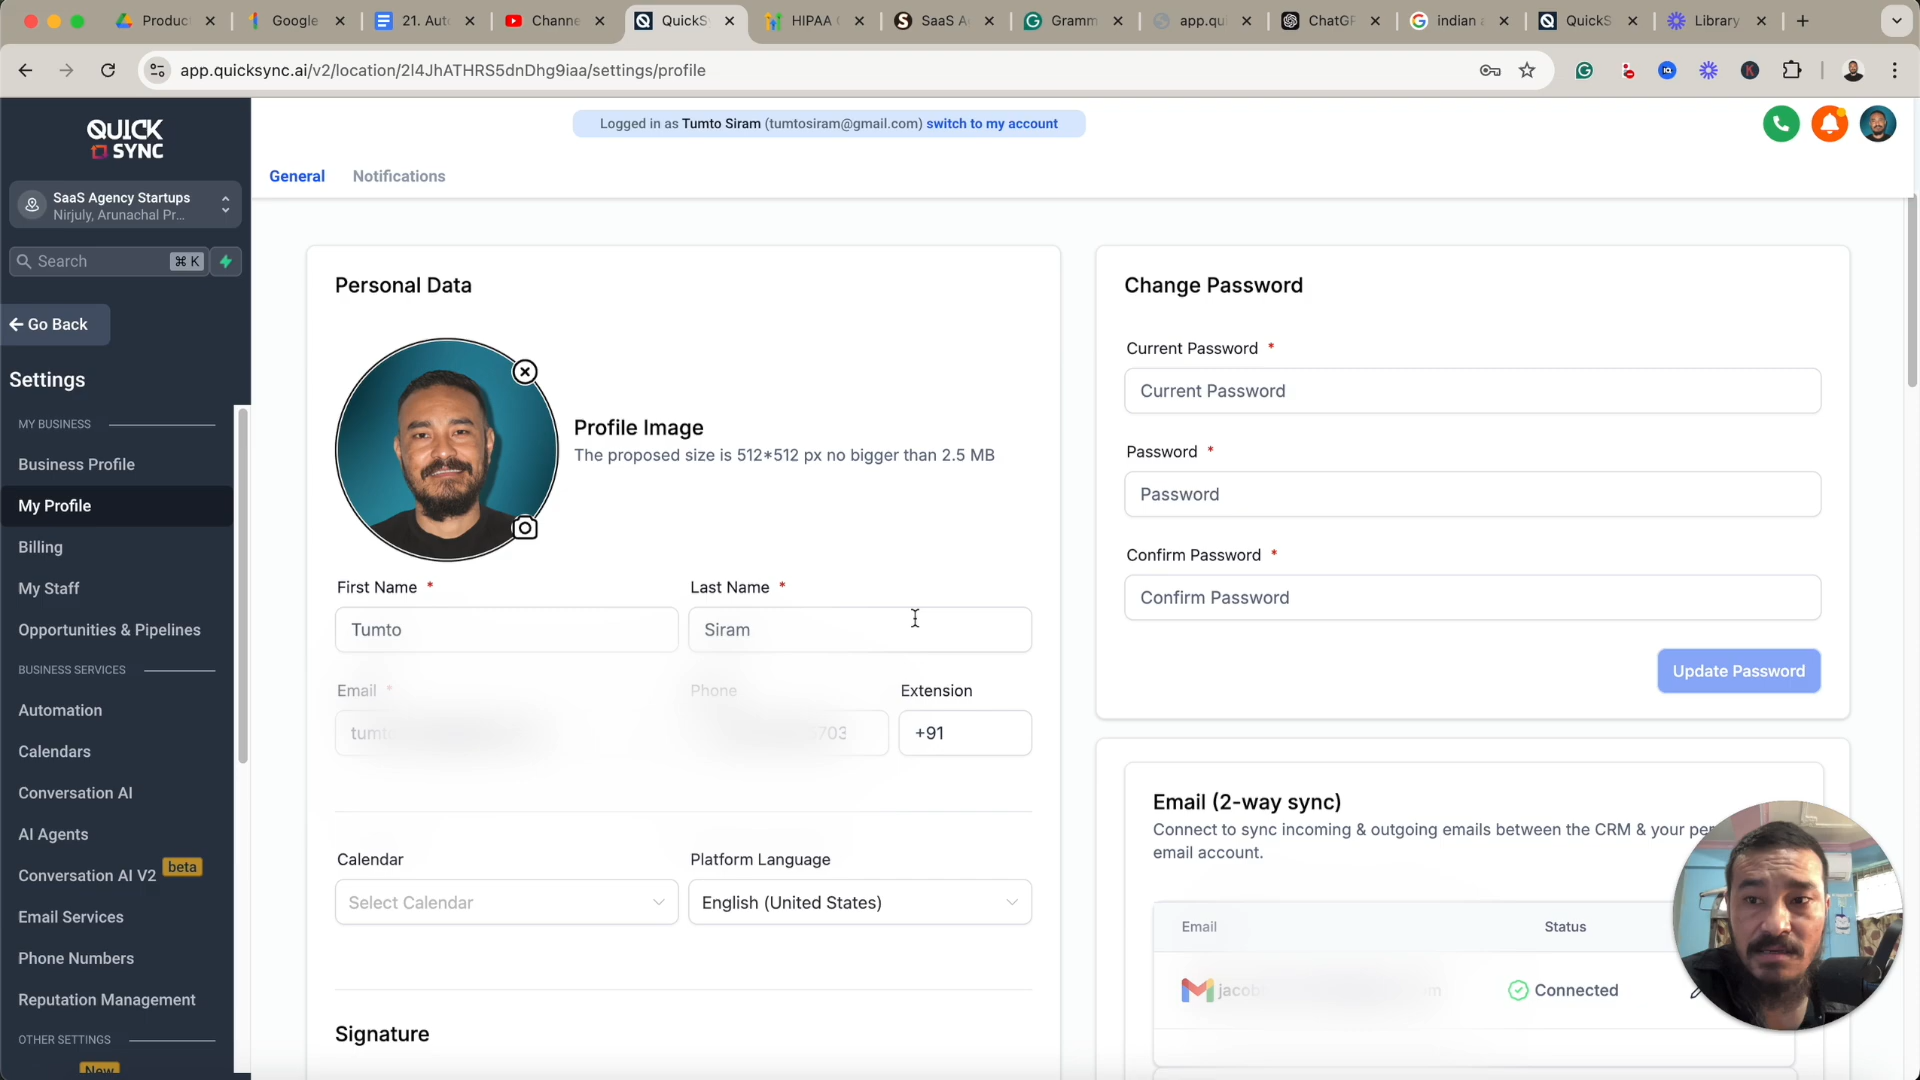 Produc
Google
21. Aut
Channe
QuickS
HIPAA
SaaS A
Gramm
app.qui
ChatGP
indian
QuickS
Library
app.quicksync.ai/v2/location/2l4JhATHRS5dnDhg9iaa/settings/profile
QUICK
SYNC
SaaS Agency Startups
Nirjuly, Arunachal Pr...
Search
⌘ K
Go Back
Settings
MY BUSINESS
Business Profile
My Profile
Billing
My Staff
Opportunities & Pipelines
BUSINESS SERVICES
Automation
Calendars
Conversation AI
AI Agents
Conversation AI V2 beta
Email Services
Phone Numbers
Reputation Management
OTHER SETTINGS
New
Logged in as Tumto Siram (tumtosiram@gmail.com) switch to my account
General
Notifications
Personal Data
Profile Image
The proposed size is 512*512 px no bigger than 2.5 MB
First Name *
Last Name *
Tumto
Siram
Email *
Phone
Extension
tumt
703
+91
Calendar
Platform Language
Select Calendar
English (United States)
Signature
Change Password
Current Password *
Current Password
Password *
Password
Confirm Password *
Confirm Password
Update Password
Email (2-way sync)
Connect to sync incoming & outgoing emails between the CRM & your per
email account.
Email
Status
jacob
Connected